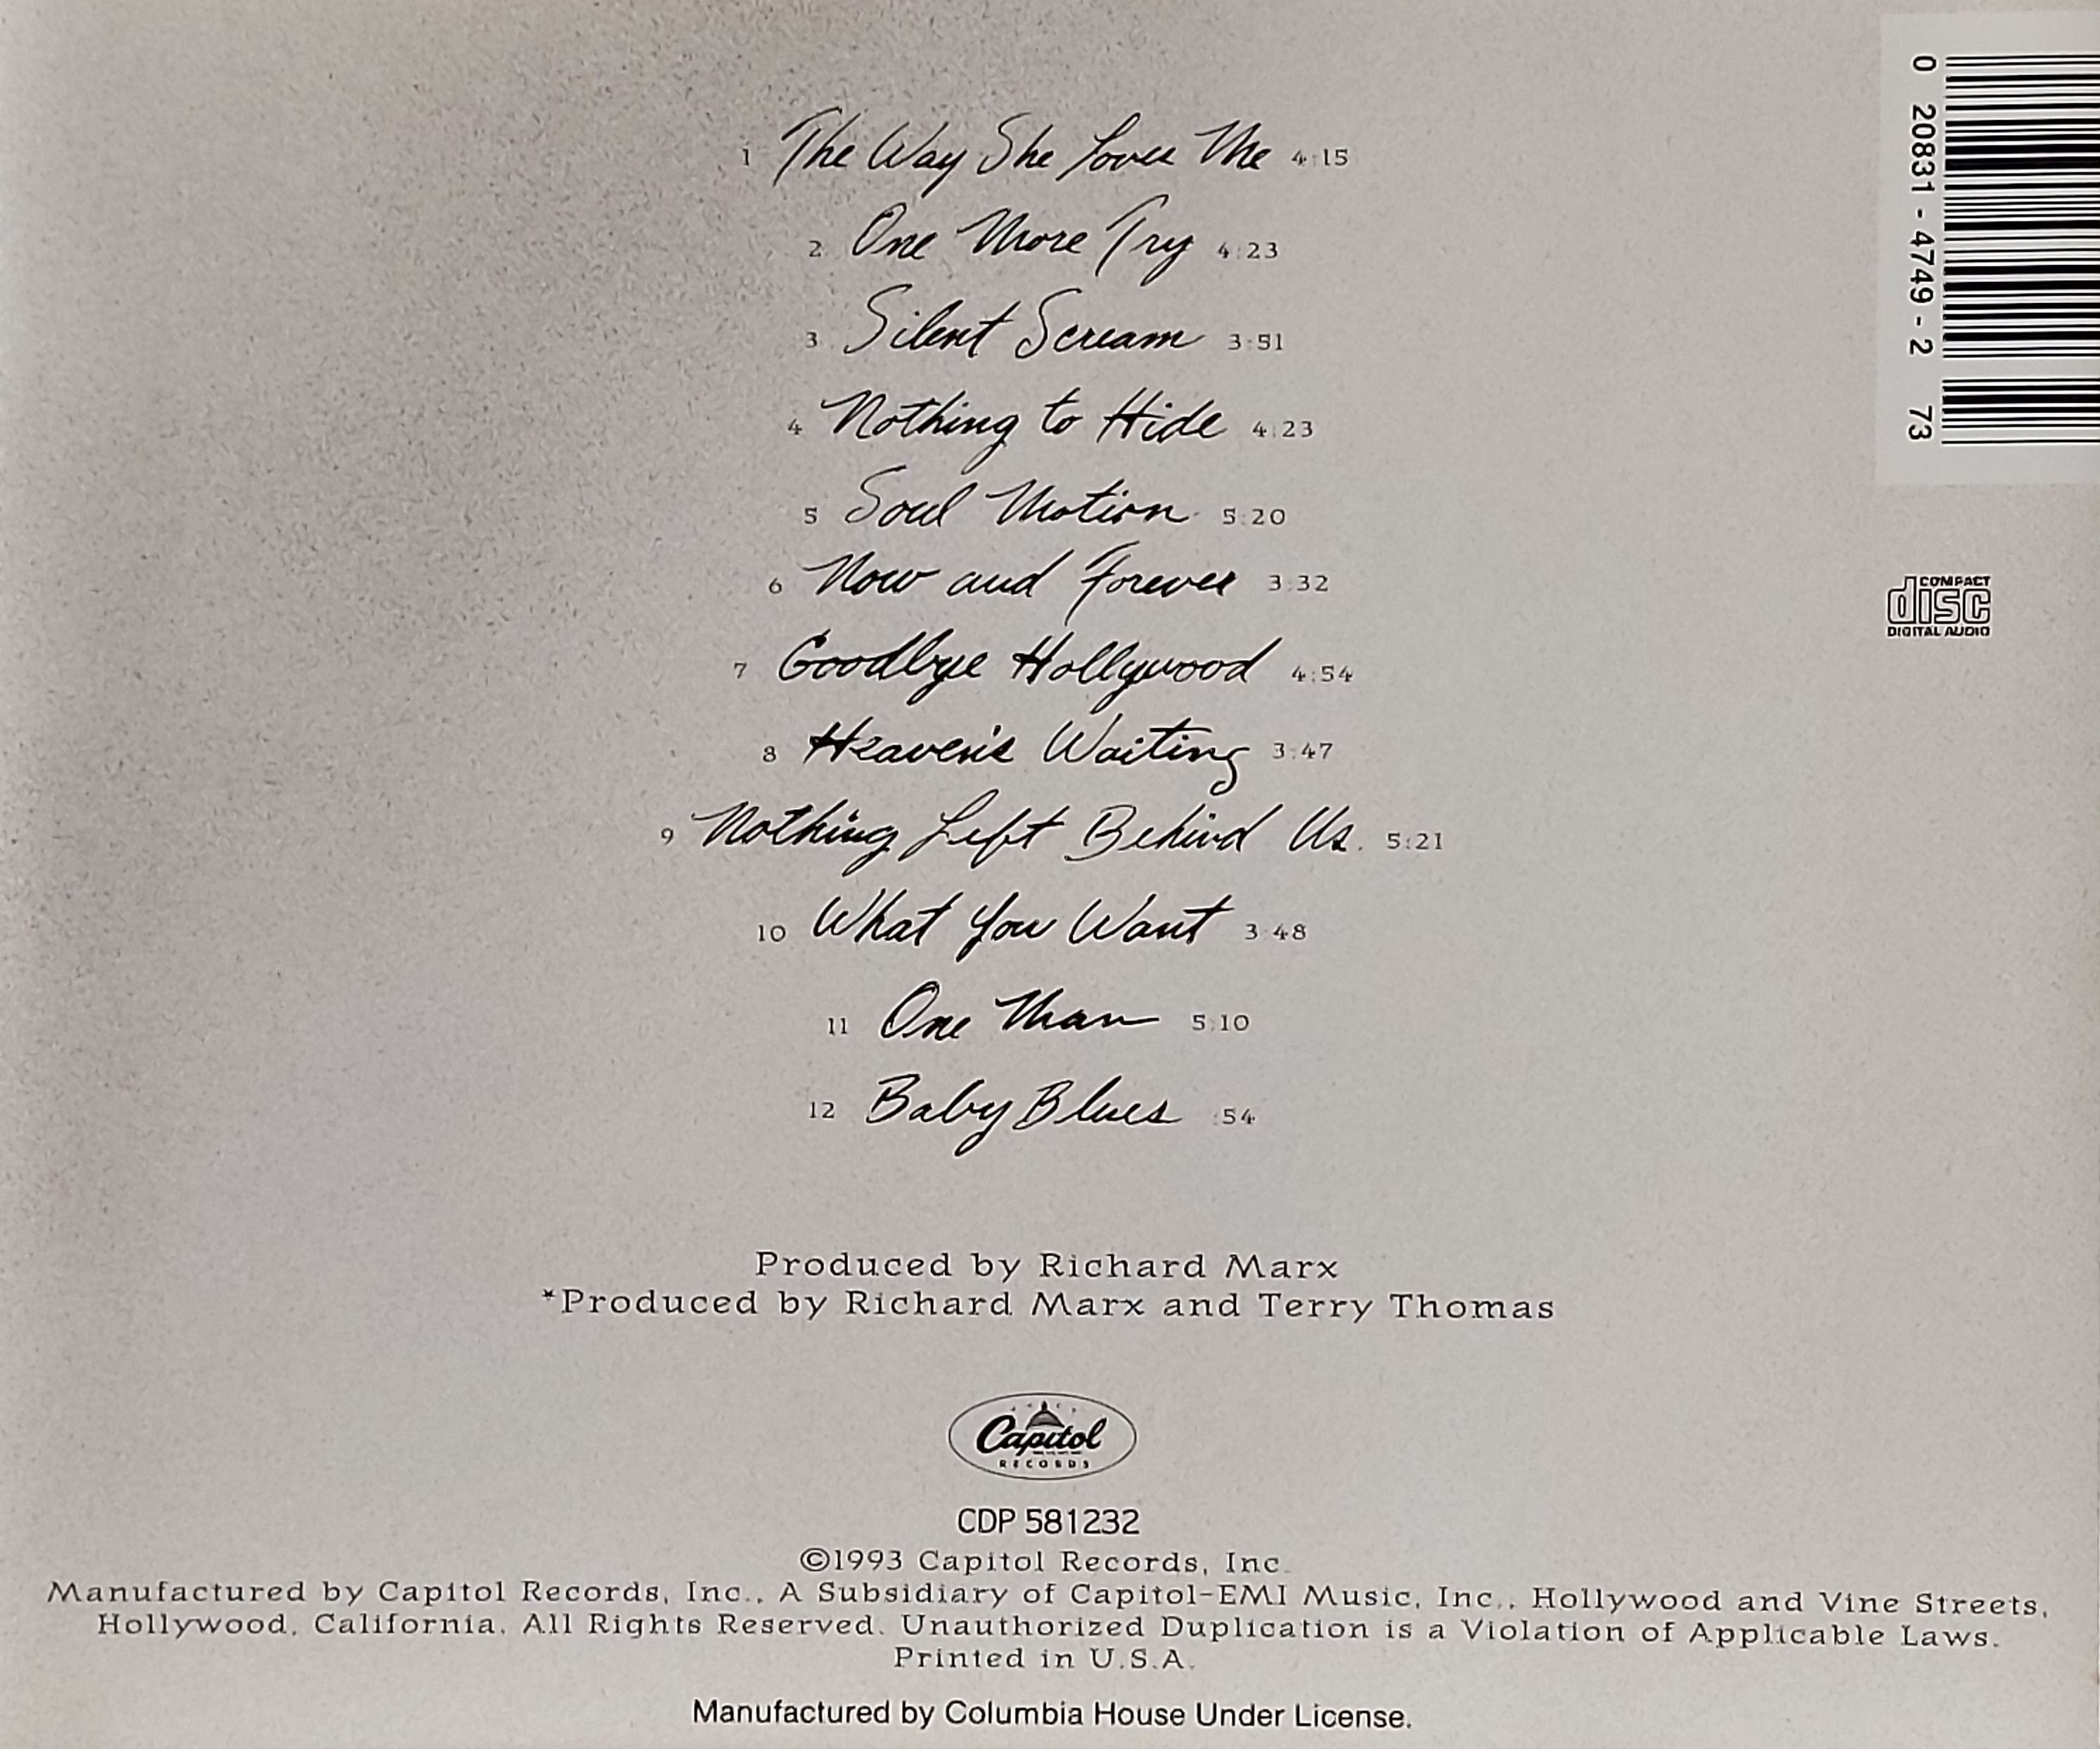 1 The Way She Loves Me 4:15
2 One More Try 4:23
3 Silent Scream 3:51
4 Nothing to Hide 4:23
5 Soul Motion 5:20
6 Now and Forever 3:32
7 Goodbye Hollywood 4:54
8 Heaven's Waiting 3:47
9 Nothing Left Behind Us 5:21
10 What You Want 3:48
11 One Man 5:10
12 Baby Blues :54
Produced by Richard Marx
*Produced by Richard Marx and Terry Thomas
Capitol
RECORDS
CDP 581232
©1993 Capitol Records, Inc.
Manufactured by Capitol Records, Inc., A Subsidiary of Capitol-EMI Music, Inc., Hollywood and Vine Streets,
Hollywood, California. All Rights Reserved. Unauthorized Duplication is a Violation of Applicable Laws.
Printed in U.S.A.
Manufactured by Columbia House Under License.
0 20831-4749-2 73
COMPACT
disc
DIGITAL AUDIO